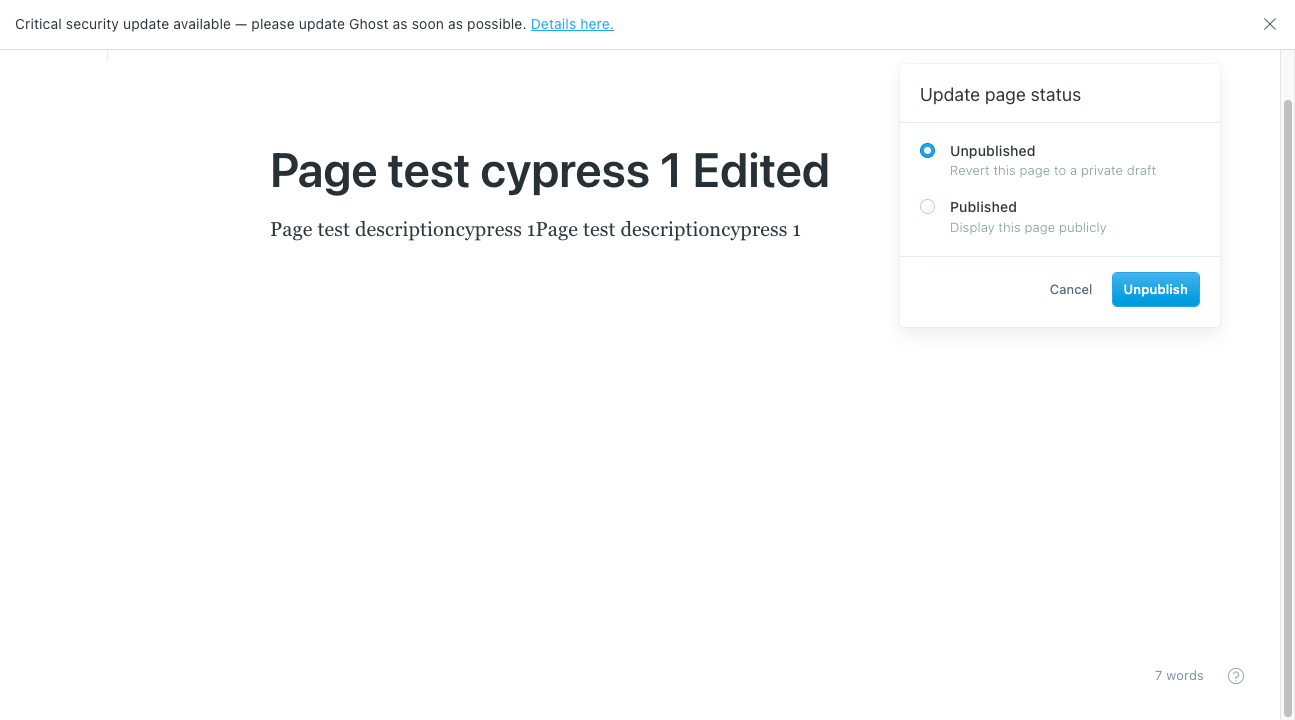 Critical security update available — please update Ghost as soon as possible. Details here.
Update page status
Unpublished
Revert this page to a private draft
Published
Display this page publicly
Cancel
Unpublish
Page test cypress 1 Edited
Page test descriptioncypress 1Page test descriptioncypress 1
7 words
?